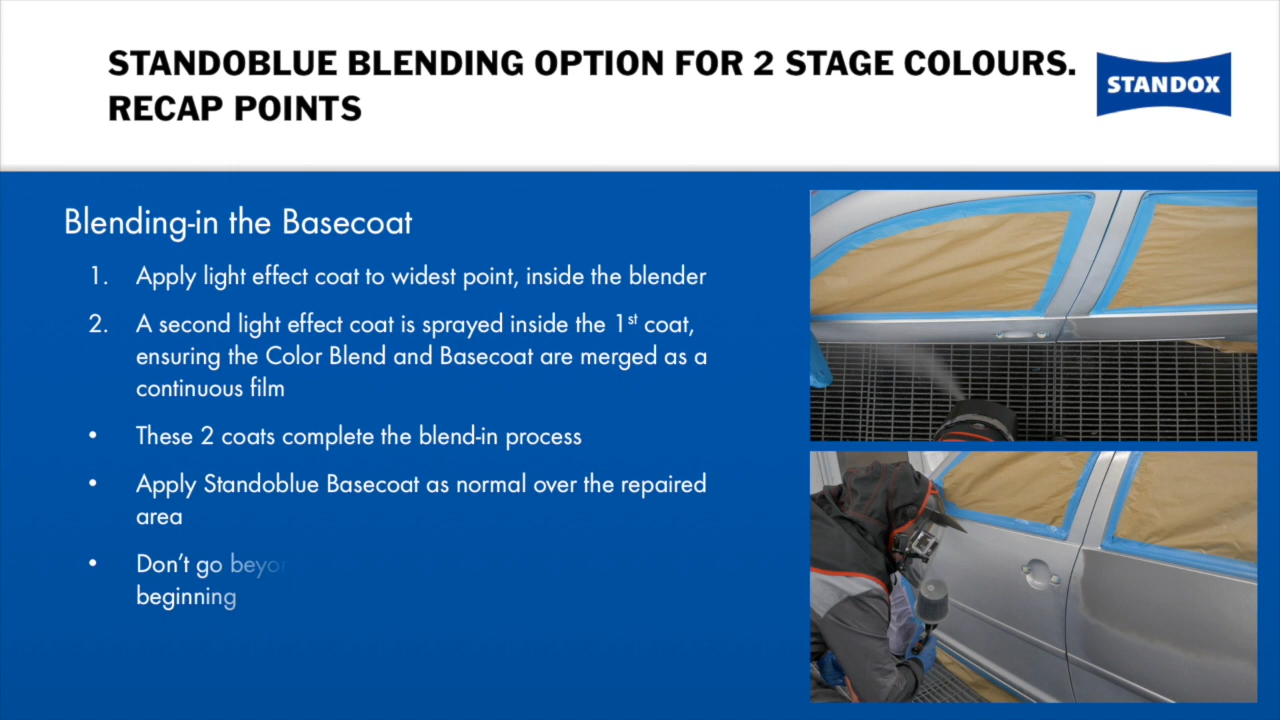 STANDOBLUE BLENDING OPTION FOR 2 STAGE COLOURS.
RECAP POINTS
STANDOX
Blending-in the Basecoat
1. Apply light effect coat to widest point, inside the blender
2. A second light effect coat is sprayed inside the 1st coat,
ensuring the Color Blend and Basecoat are merged as a
continuous film
• These 2 coats complete the blend-in process
• Apply Standoblue Basecoat as normal over the repaired
area
• Don’t go
beginning